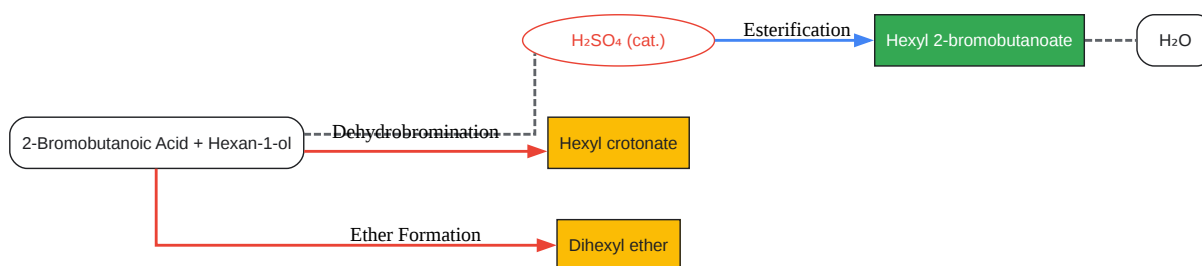 H₂SO₄ (cat.)
Esterification
Hexyl 2-bromobutanoate
H₂O
2-Bromobutanoic Acid + Hexan-1-ol
Dehydrobromination
Hexyl crotonate
Ether Formation
Dihexyl ether